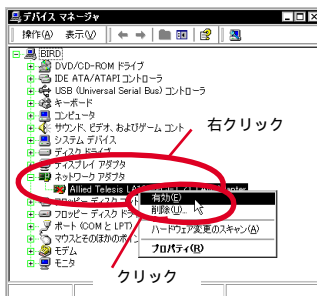 デバイス マネージャ
操作(A) 表示(V)
BIRD
DVD/CD-ROM ドライブ
IDE ATA/ATAPI コントローラ
USB (Universal Serial Bus) コントローラ
キーボード
コンピュータ
サウンド、ビデオ、およびゲーム コント
システム デバイス
ディスク ドライブ
右クリック
ディスプレイ アダプタ
ネットワーク アダプタ
Allied Telesis
有効(E)
フロッピー ディスク コ
削除(U)...
フロッピー ディスク ドラ
ポート (COM と LPT)
ハードウェア変更のスキャン(A)
マウスとそのほかのポイン
モデム
プロパティ(R)
モニタ
クリック